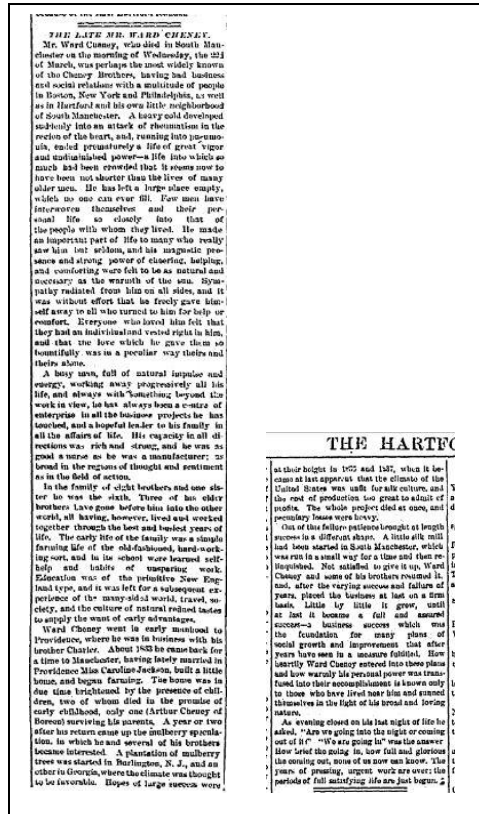 THE LATE MR. WARD CHENEY.
Mr. Ward Cheney, who died in South Man-
chester on the morning of Wednesday, the 22d
of March, was perhaps the most widely known
of the Cheney Brothers, having had business
and social relations with a multitude of people
in Boston, New York and Philadelphia, as well
as in Hartford and his own little neighborhood
of South Manchester. A heavy cold developed
suddenly into an attack of rheumatism in the
region of the heart, and, running into pneumo-
nia, ended prematurely a life of great vigor
and undiminished power—a life into which so
much had been crowded that it seems now to
have been not shorter than the lives of many
older men. He has left a large place empty,
which no one can ever fill. Few men have
interwoven themselves and their per-
sonal life so closely into that of
the people with whom they lived. He made
an important part of life to many who really
saw him but seldom, and his magnetic pre-
sence and strong power of cheering, helping,
and comforting were felt to be as natural and
necessary as the warmth of the sun. Sym-
pathy radiated from him on all sides, and it
was without effort that he freely gave him-
self away to all who turned to him for help or
comfort. Everyone who loved him felt that
they had an individual and vested right in him,
and that the love which he gave them so
bountifully was in a peculiar way theirs and
theirs alone.
A busy man, full of natural impulse and
energy, working away progressively all his
life, and always with something beyond the
work in view, he has always been a centre of
enterprise in all the business projects he has
touched, and a hopeful leader to his family in
all the affairs of life. His capacity in all di-
rections was rich and strong, and he was as
good a nurse as he was a manufacturer; as
broad in the regions of thought and sentiment
as in the field of action.
In the family of eight brothers and one sis-
ter he was the sixth. Three of his elder
brothers have gone before him into the other
world, all having, however, lived and worked
together through the best and busiest years of
life. The early life of the family was a simple
farming life of the old-fashioned, hard-work-
ing sort, and in the school were learned self-
help and habits of unsparing work.
Education was of the primitive New Eng-
land type, and it was left for a subsequent ex-
perience of the many-sided world, travel, so-
ciety, and the culture of natural refined tastes
to supply the want of early advantages.
Ward Cheney went in early manhood to
Providence, where he was in business with his
brother Charles. About 1833 he came back for
a time to Manchester, having lately married in
Providence Miss Caroline Jackson, built a little
home, and began farming. The home was in
due time brightened by the presence of chil-
dren, two of whom died in the promise of
early childhood, only one (Arthur Cheney of
Boston) surviving his parents. A year or two
after his return came up the mulberry specula-
tion, in which he and several of his brothers
became interested. A plantation of mulberry
trees was started in Burlington, N. J., and an
other in Georgia, where the climate was thought
to be favorable. Hopes of large success were
THE HARTFO
at their height in 1836 and 1837, when it be-
came at last apparent that the climate of the
United States was unfit for silk culture, and
the cost of production too great to admit of
profits. The whole project died at once, and
pecuniary losses were heavy.
Out of this failure patience brought at length
success in a different shape. A little silk mill
had been started in South Manchester, which
was run in a small way for a time and then re-
linquished. Not satisfied to give it up, Ward
Cheney and some of his brothers resumed it,
and, after the varying success and failure of
years, placed the business at last on a firm
basis. Little by little it grew, until
at last it became a full and assured
success—a business success which was
the foundation for many plans of
social growth and improvement that after
years have seen in a measure fulfilled. How
heartily Ward Cheney entered into these plans
and how warmly his personal power was trans-
fused into their accomplishment is known only
to those who have lived near him and sunned
themselves in the light of his broad and loving
nature.
As evening closed on his last night of life he
asked, "Are we going into the night or coming
out of it?" "We are going in" was the answer
How brief the going in, how full and glorious
the coming out, none of us now can know. The
years of pressing, urgent work are over; the
periods of full satisfying life are just begun.